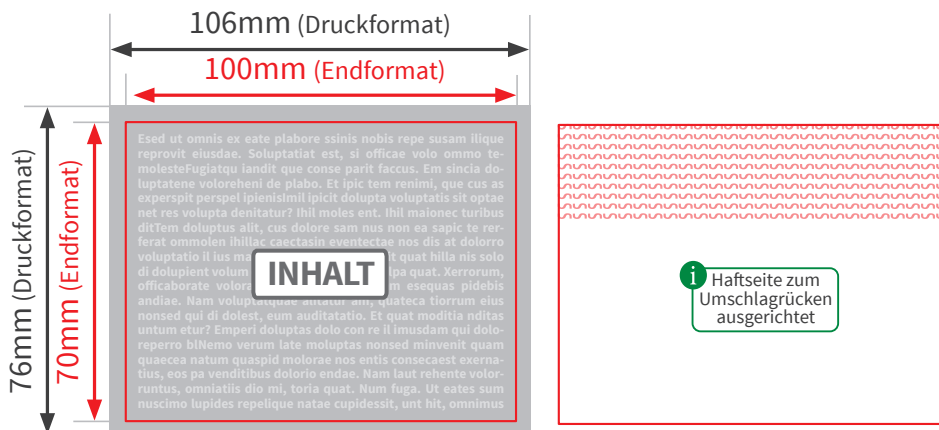 106mm (Druckformat)
100mm (Endformat)
76mm (Druckformat)
70mm (Endformat)
Esed ut omnis ex eate plabore ssinis nobis repe susam ilique
reprovit eiusdae. Soluptatiat est, si officae volo ommo te-
molesteFugiatqu iandit que conse parit faccus. Em sincia do-
luptatene voloreheni de plabo. Et ipic tem renimi, que cus as
experspit perspel ipienisImil ipicit dolupta voluptatis sit optae
net res volupta denitatur? Ihil moles ent. Ihil maionec turibus
ditTem doluptus alit, cus dolore sam nus non ea sapic te rer-
ferat ommolen ihillac caectasin eventectae nos dis at dolorro
voluptatio il ius ma t quat hilla nis solo
di dolupient volum lpa quat. Xerrorum,
officaborate volora m esequas pidebis
andiae. Nam voluptatquae quateca tiorrum eius
nonsed qui di dolest, eum auditatatio. Et quat moditia nditas
untum etur? Emperi doluptas dolo con re il imusdam qui dolo-
reperro blNemo verum late moluptas nonsed minvenit quam
quaecea natum quaspid molorae nos entis consecaest exerna-
tius, eos pa venditibus dolorio endae. Nam laut rehente volor-
runtus, omniatiis dio mi, toria quat. Num fuga. Ut eates sum
nuscimo lupides repelique natae cupidessit, unt hit, omnimus
INHALT
i
Haftseite zum
Umschlagrücken
ausgerichtet